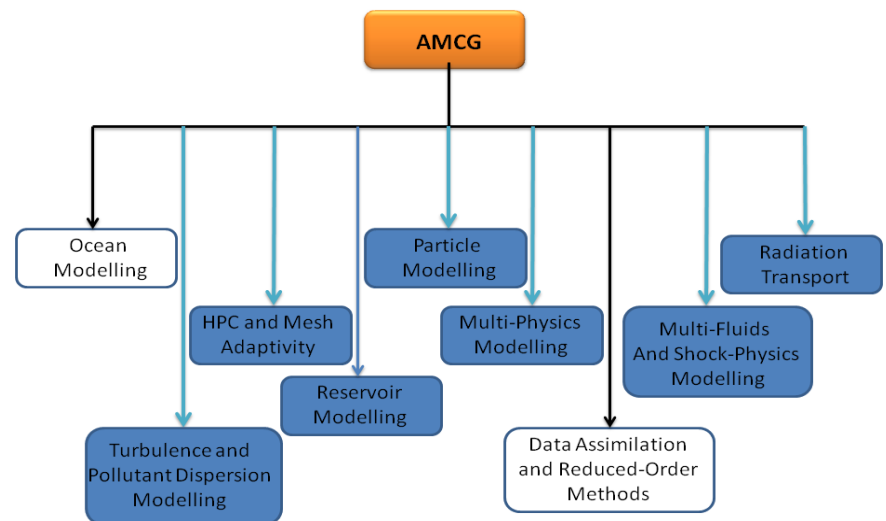 AMCG
Ocean
Modelling
Particle
Modelling
Radiation
Transport
HPC and Mesh
Adaptivity
Multi-Physics
Modelling
Multi-Fluids
And Shock-Physics
Modelling
Reservoir
Modelling
Turbulence and
Pollutant Dispersion
Modelling
Data Assimilation
and Reduced-Order
Methods